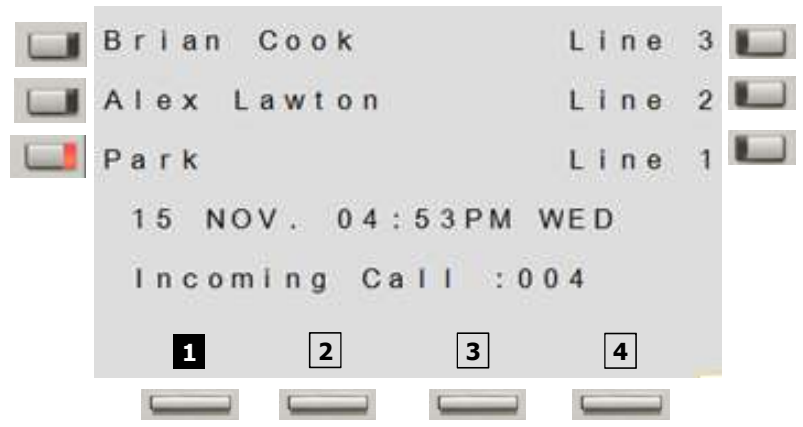 Brian Cook Line 3
Alex Lawton Line 2
Park Line 1
15 NOV. 04:53PM WED
Incoming Call :004
1 2 3 4